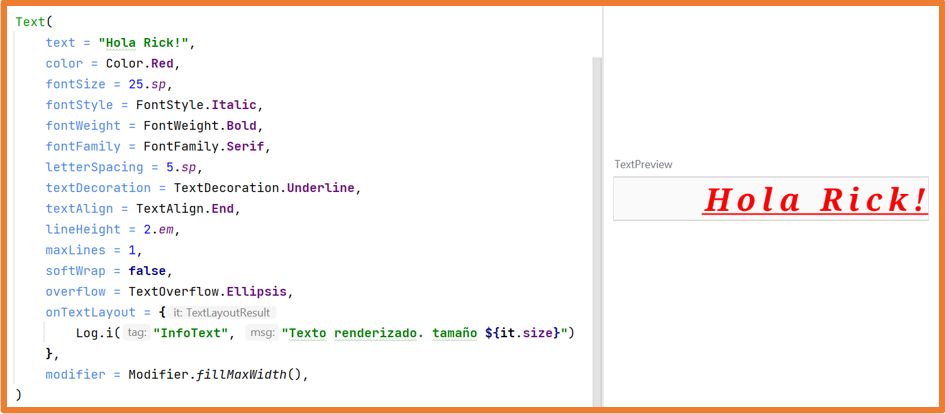 Text(
    text = "Hola Rick!",
    color = Color.Red,
    fontSize = 25.sp,
    fontStyle = FontStyle.Italic,
    fontWeight = FontWeight.Bold,
    fontFamily = FontFamily.Serif,
    letterSpacing = 5.sp,
    textDecoration = TextDecoration.Underline,
    textAlign = TextAlign.End,
    lineHeight = 2.em,
    maxLines = 1,
    softWrap = false,
    overflow = TextOverflow.Ellipsis,
    onTextLayout = { it: TextLayoutResult
        Log.i( tag: "InfoText", msg: "Texto renderizado. tamaño ${it.size}")
    },
    modifier = Modifier.fillMaxWidth(),
)
TextPreview
Hola Rick!